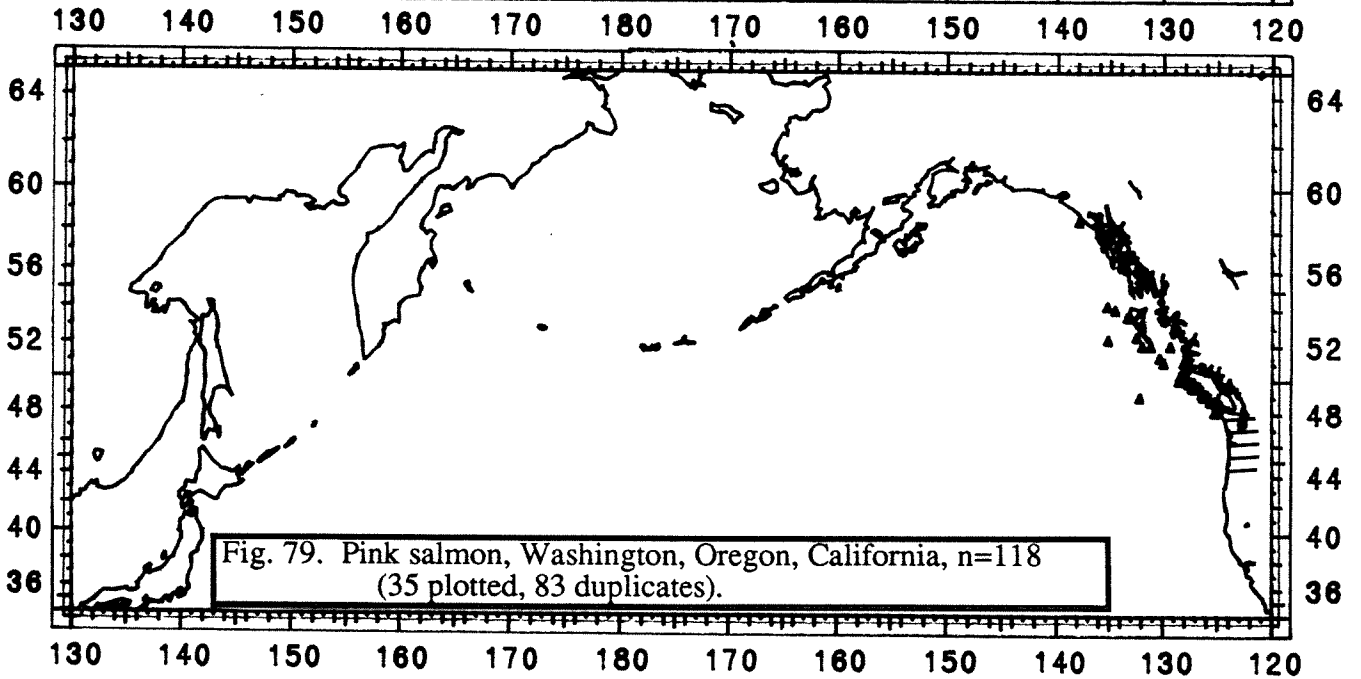 130 140 150 160 170 180 170 160 150 140 130 120
64 64
60 60
56 56
52 52
48 48
44 44
40 40
Fig. 79. Pink salmon, Washington, Oregon, California, n=118
36 36
(35 plotted, 83 duplicates).
130 140 150 160 170 180 170 160 150 140 130 120